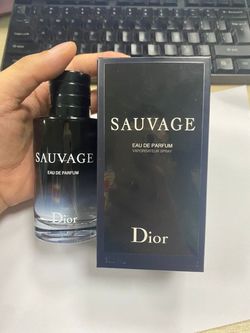 SAUVAGE
EAU DE PARFUM
Dior
SAUVAGE
EAU DE PARFUM
VAPORISATEUR SPRAY
Dior